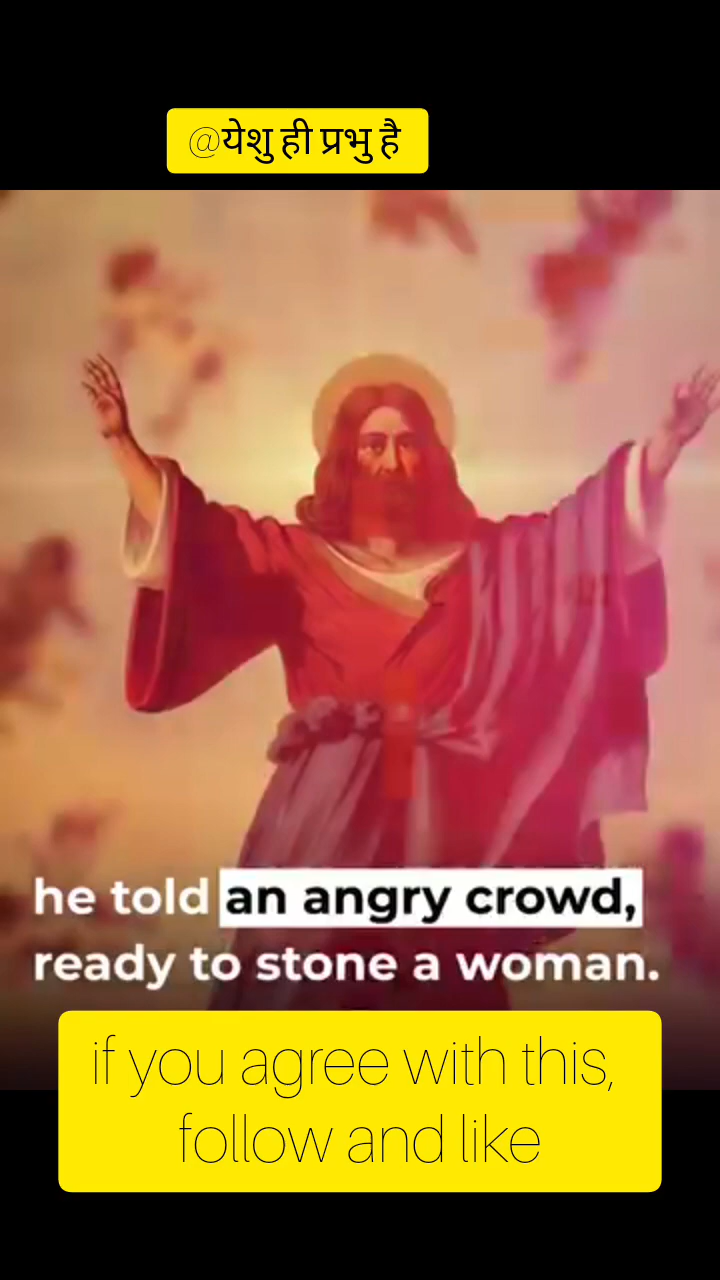 @येशु ही प्रभु है
he told an angry crowd,
ready to stone a woman.
if you agree with this,
follow and like